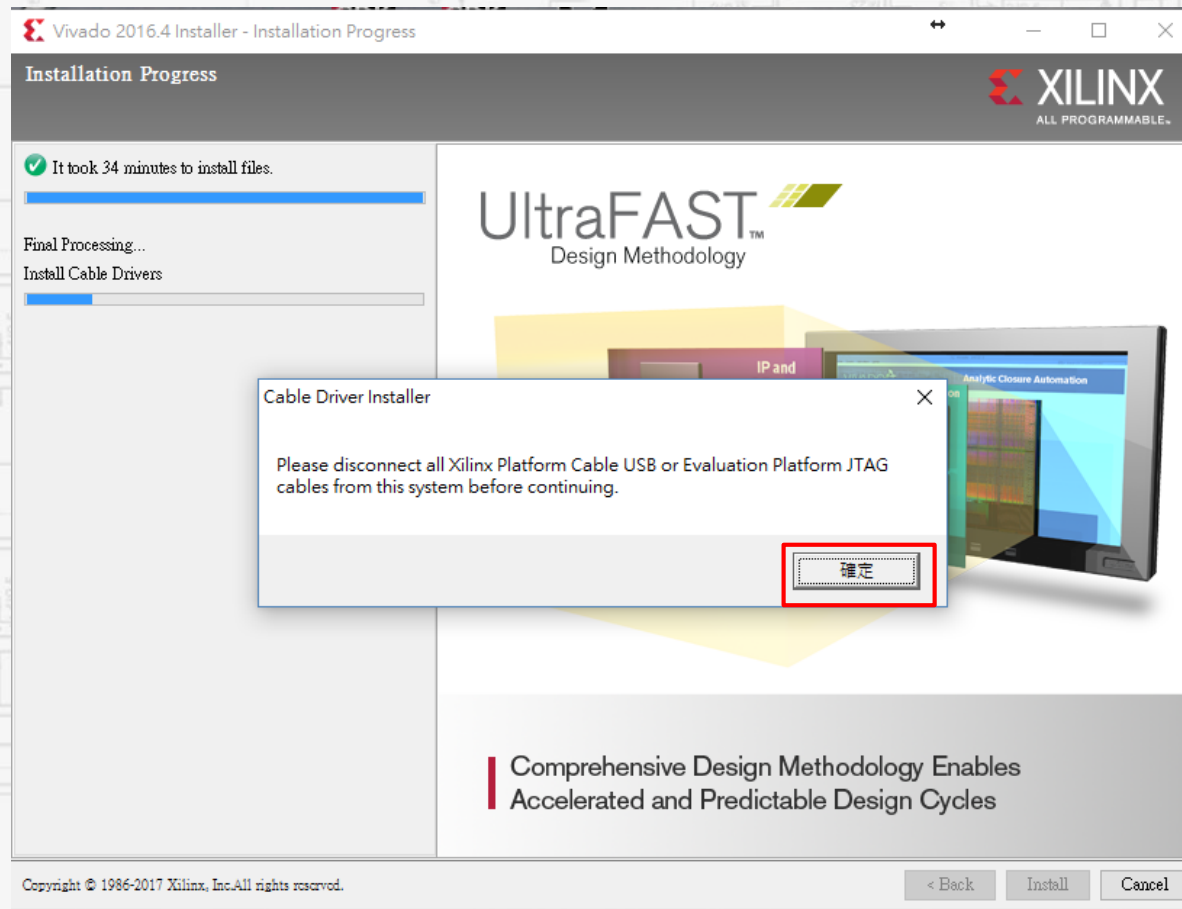 Vivado 2016.4 Installer - Installation Progress
Installation Progress
XILINX
ALL PROGRAMMABLE.
It took 34 minutes to install files.
Final Processing...
Install Cable Drivers
UltraFAST™
Design Methodology
IP and
Analytic Closure Automation
on
Cable Driver Installer
Please disconnect all Xilinx Platform Cable USB or Evaluation Platform JTAG
cables from this system before continuing.
確定
Comprehensive Design Methodology Enables
Accelerated and Predictable Design Cycles
Copyright © 1986-2017 Xilinx, Inc.All rights reserved.
< Back
Install
Cancel